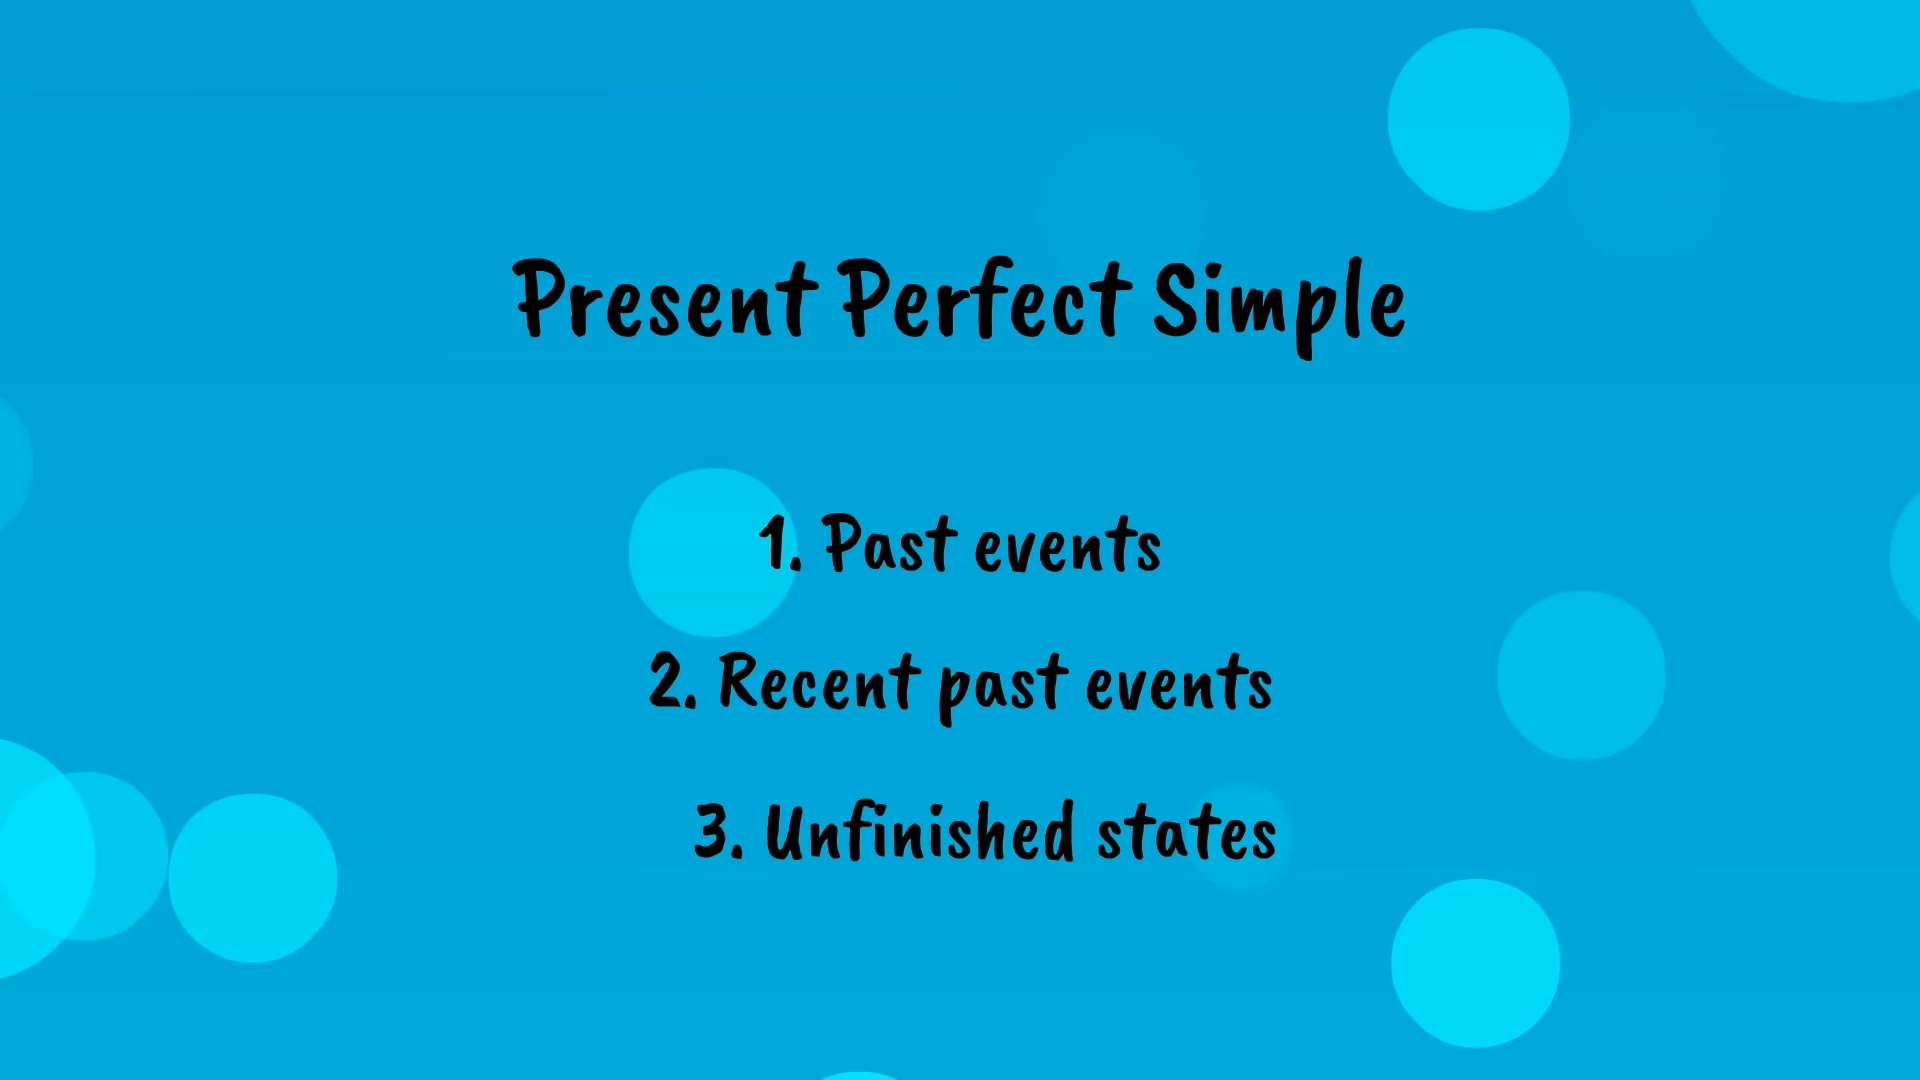 Present Perfect Simple
1. Past events
2. Recent past events
3. Unfinished states